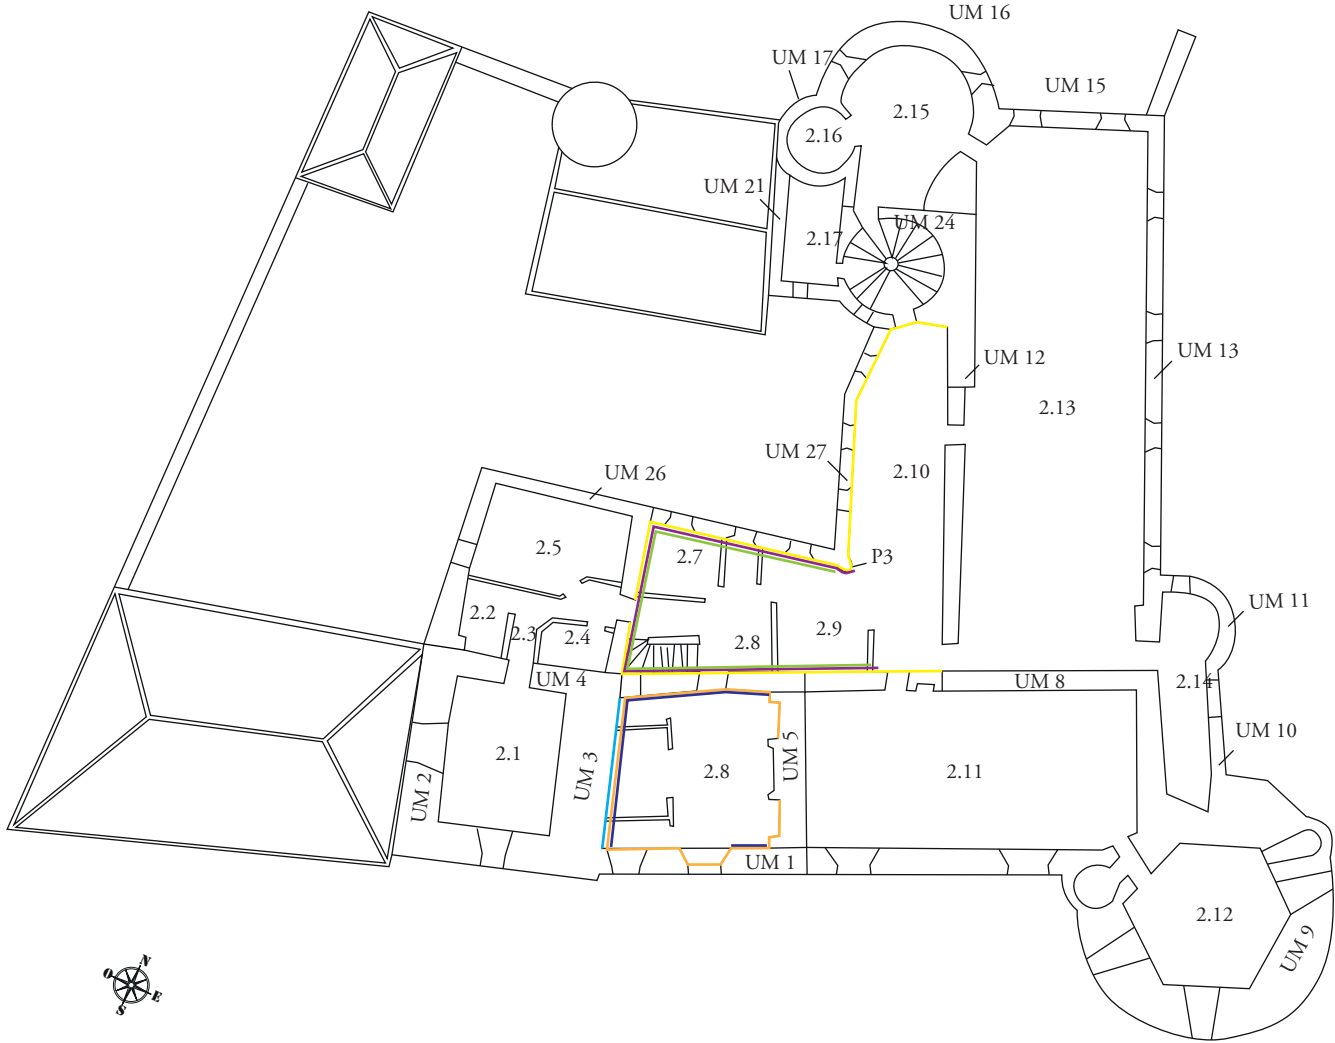 UM 16
UM 17
UM 15
2.15
2.16
UM 21
UM 24
2.17
UM 12
UM 13
2.13
UM 27
2.10
UM 26
2.5
2.7
P3
2.2
2.3
2.4
2.8
2.9
UM 11
UM 4
UM 8
2.14
UM 10
2.1
UM 2
UM 3
2.8
UM 5
2.11
UM 1
2.12
UM 9
N
O
E
S